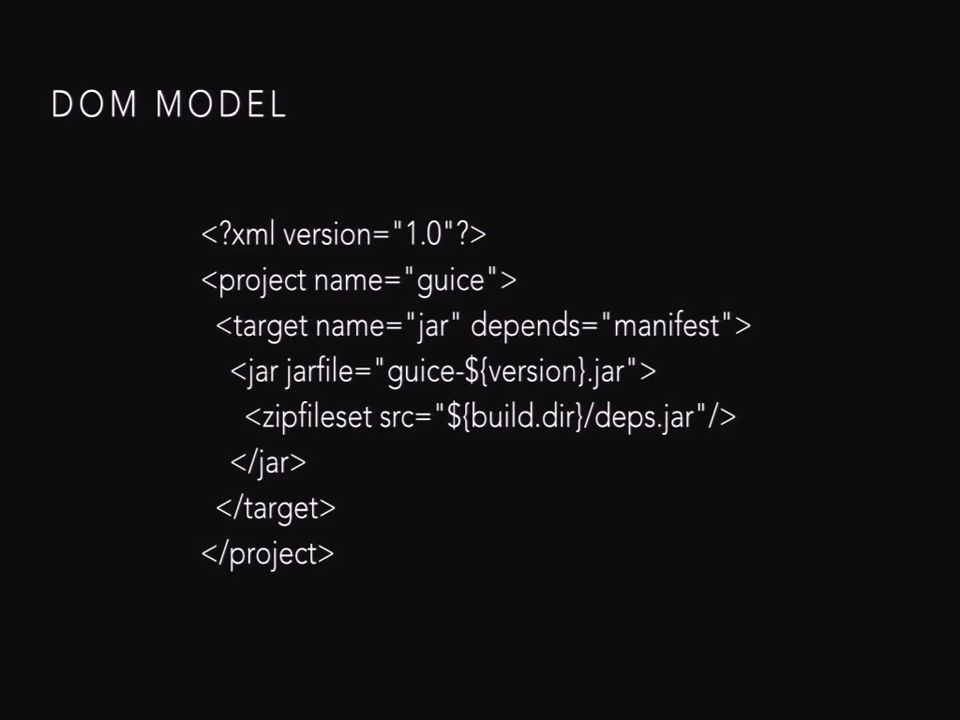 DOM MODEL
<?xml version="1.0"?>
<project name="guice">
<target name="jar" depends="manifest">
<jar jarfile="guice-${version}.jar">
<zipfileset src="${build.dir}/deps.jar"/>
</jar>
</target>
</project>